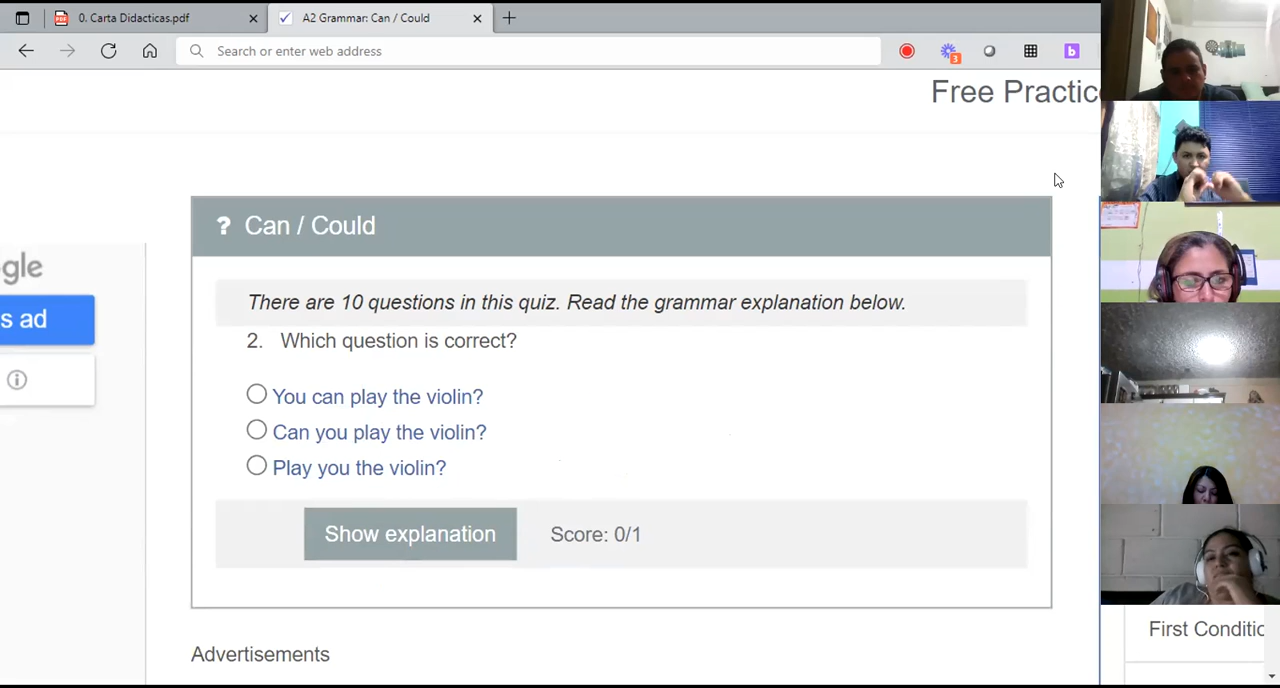 0. Carta Didacticas.pdf
A2 Grammar: Can / Could
Search or enter web address
3
b
Free Practic
? Can / Could
gle
There are 10 questions in this quiz. Read the grammar explanation below.
s ad
2. Which question is correct?
You can play the violin?
Can you play the violin?
Play you the violin?
Show explanation
Score: 0/1
First Conditic
Advertisements